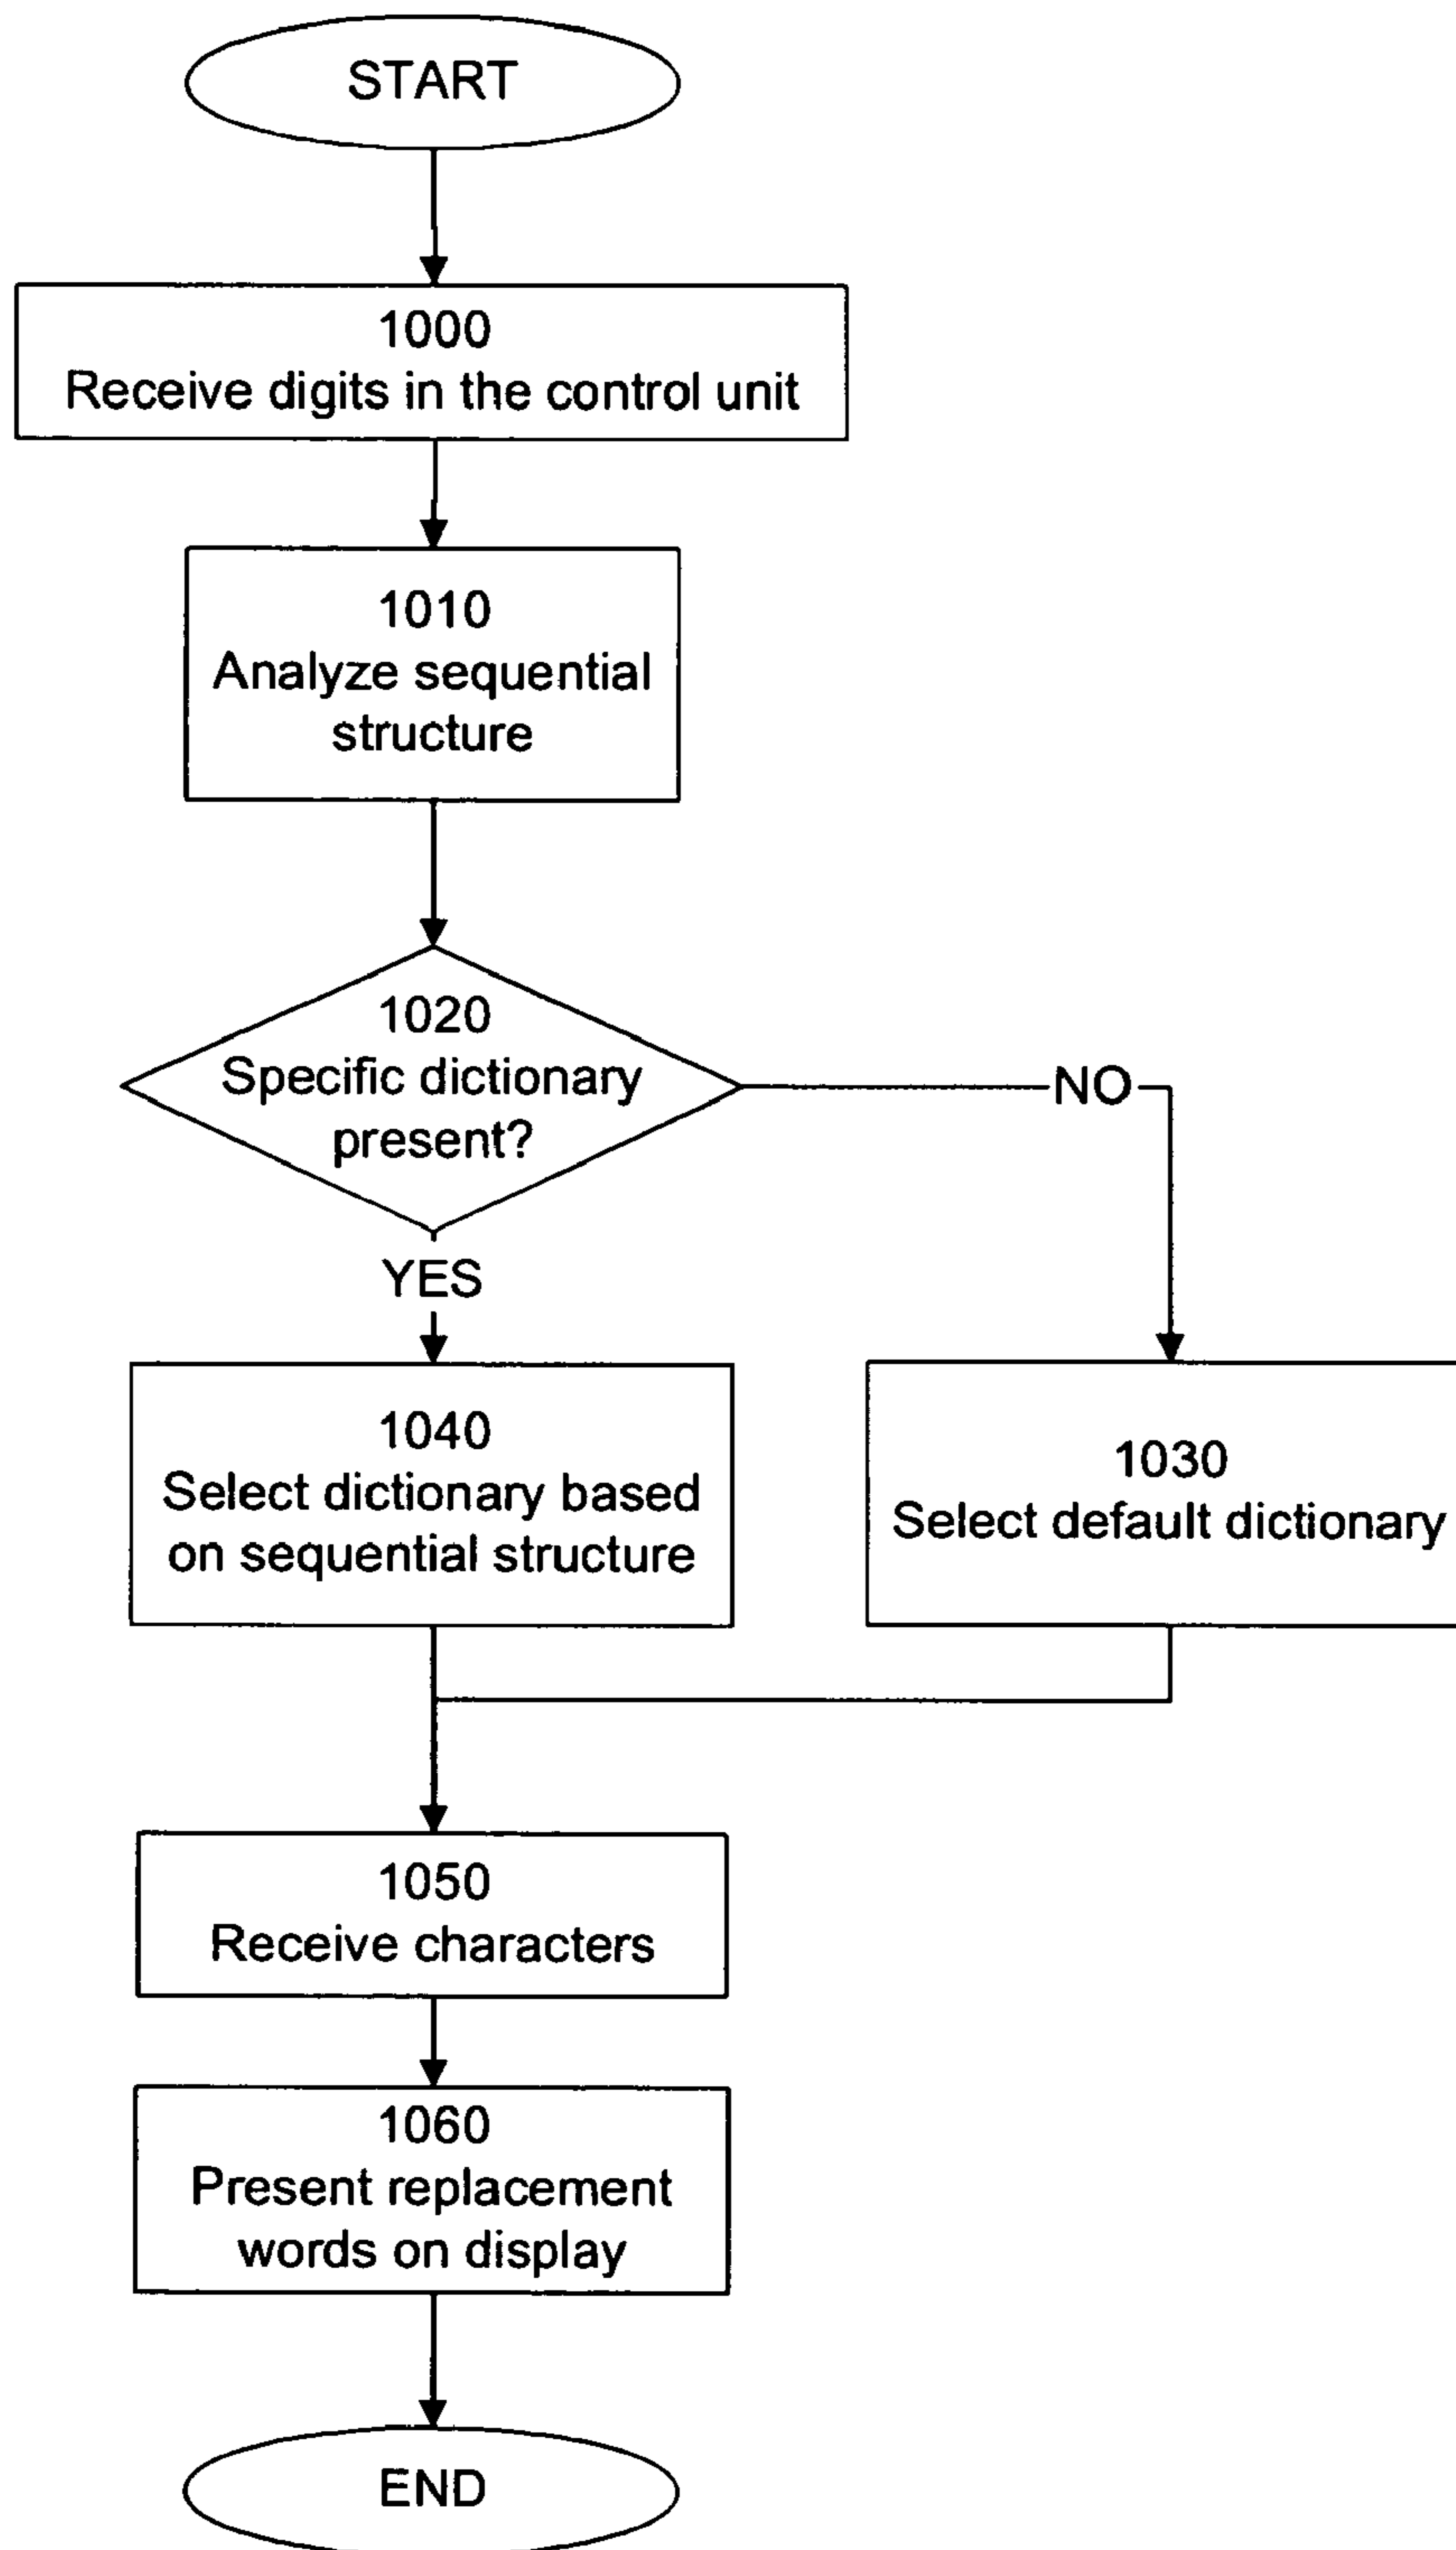 START
1000
Receive digits in the control unit
1010
Analyze sequential
structure
1020
Specific dictionary
present?
NO
YES
1040
Select dictionary based
on sequential structure
1030
Select default dictionary
1050
Receive characters
1060
Present replacement
words on display
END